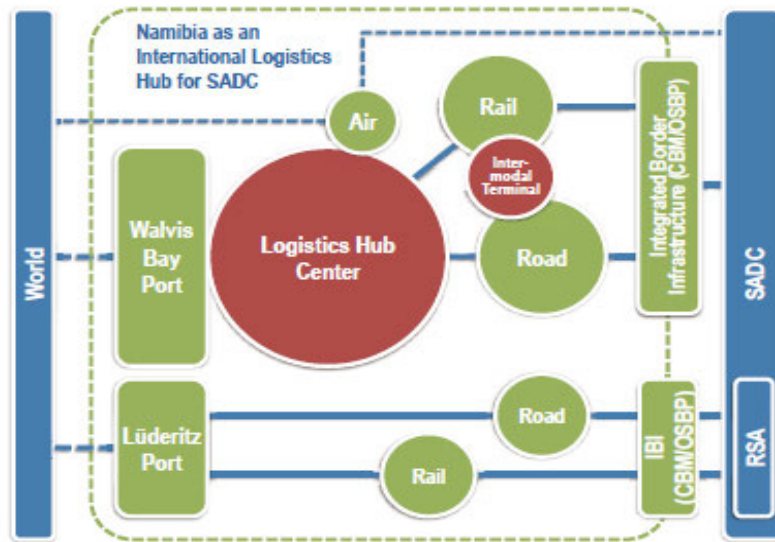 Namibia as an
International Logistics
Hub for SADC
Air
Rail
Inter-
modal
Terminal
Walvis
Bay
Port
Logistics Hub
Center
Road
Integrated Border
Infrastructure (CBM/OSBP)
World
SADC
Lüderitz
Port
Road
Rail
IBI
(CBM/OSBP)
RSA